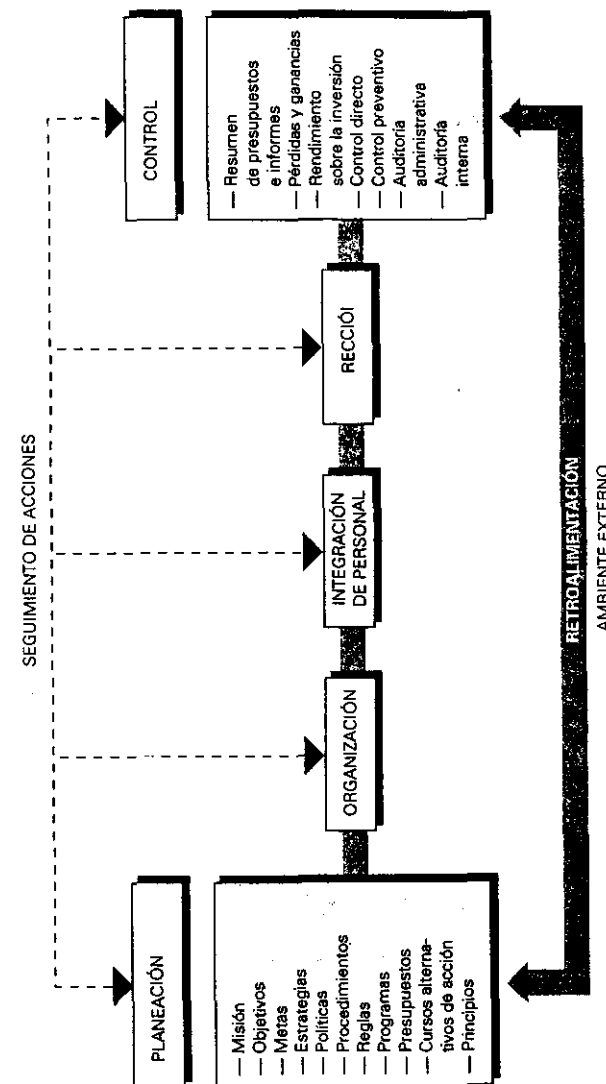 SEGUIMIENTO DE ACCIONES
PLANEACIÓN
— Misión
— Objetivos
— Metas
— Estrategias
— Políticas
— Procedimientos
— Reglas
— Programas
— Presupuestos
— Cursos alterna-
tivos de acción
— Principios
ORGANIZACIÓN
INTEGRACIÓN
DE PERSONAL
RECCIÓI
CONTROL
— Resumen
de presupuestos
e informes
— Pérdidas y ganancias
— Rendimiento
sobre la inversión
— Control directo
— Control preventivo
— Auditoría
administrativa
— Auditoría
interna
RETROALIMENTACIÓN
AMBIENTE EXTERNO